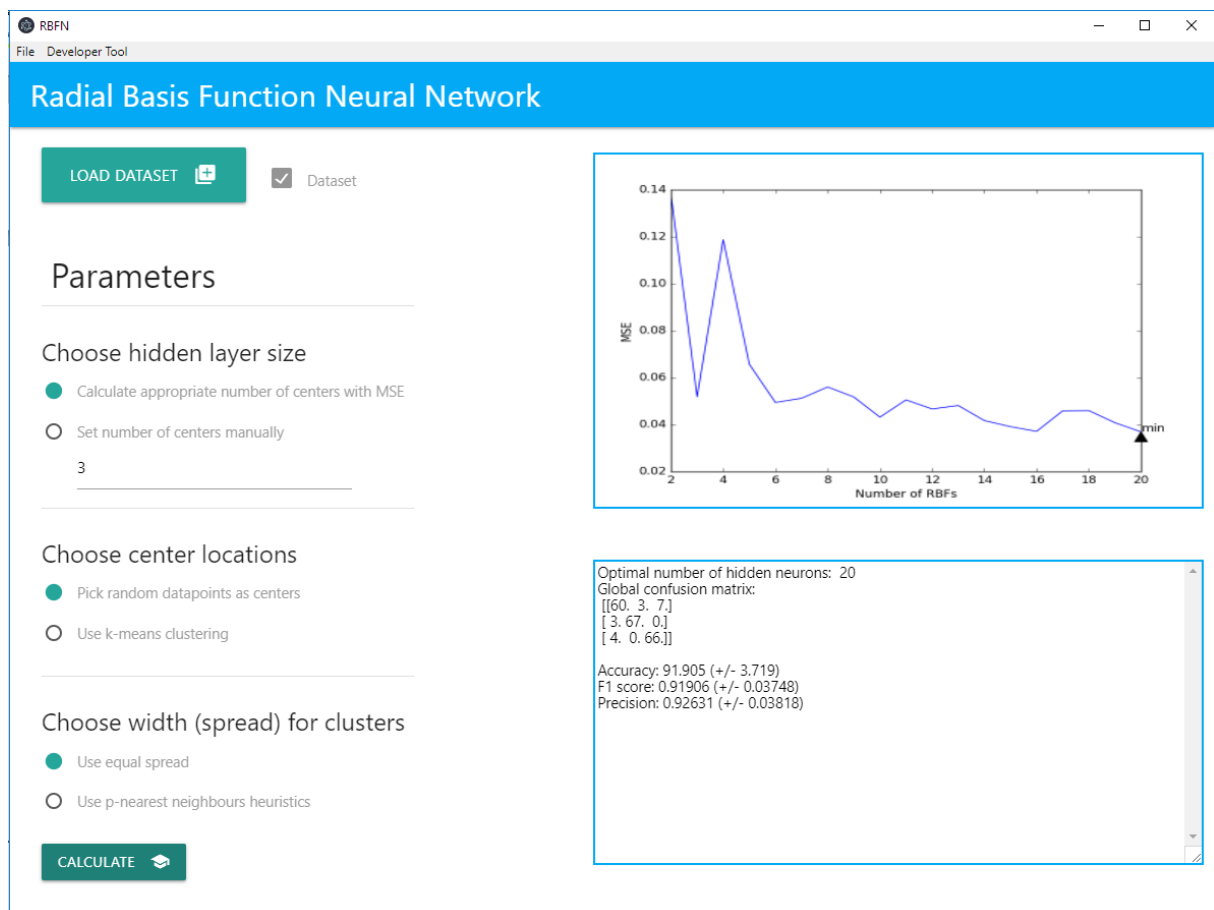 RBFN
File Developer Tool
Radial Basis Function Neural Network
LOAD DATASET
Dataset
Parameters
Choose hidden layer size
Calculate appropriate number of centers with MSE
Set number of centers manually
3
Choose center locations
Pick random datapoints as centers
Use k-means clustering
Choose width (spread) for clusters
Use equal spread
Use p-nearest neighbours heuristics
CALCULATE
0.14
0.12
0.10
0.08
0.06
0.04
0.02
MSE
min
2 4 6 8 10 12 14 16 18 20
Number of RBFs
Optimal number of hidden neurons:  20
Global confusion matrix:
[[60.  3.  7.]
[ 3. 67.  0.]
[ 4.  0. 66.]]
Accuracy: 91.905 (+/- 3.719)
F1 score: 0.91906 (+/- 0.03748)
Precision: 0.92631 (+/- 0.03818)